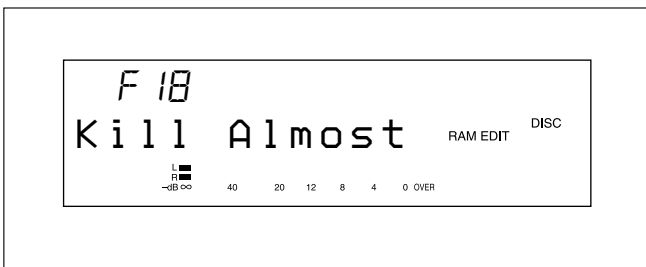 F 18
Kill Almost RAM EDIT DISC
L
R
–dB ∞ 40 20 12 8 4 0 OVER